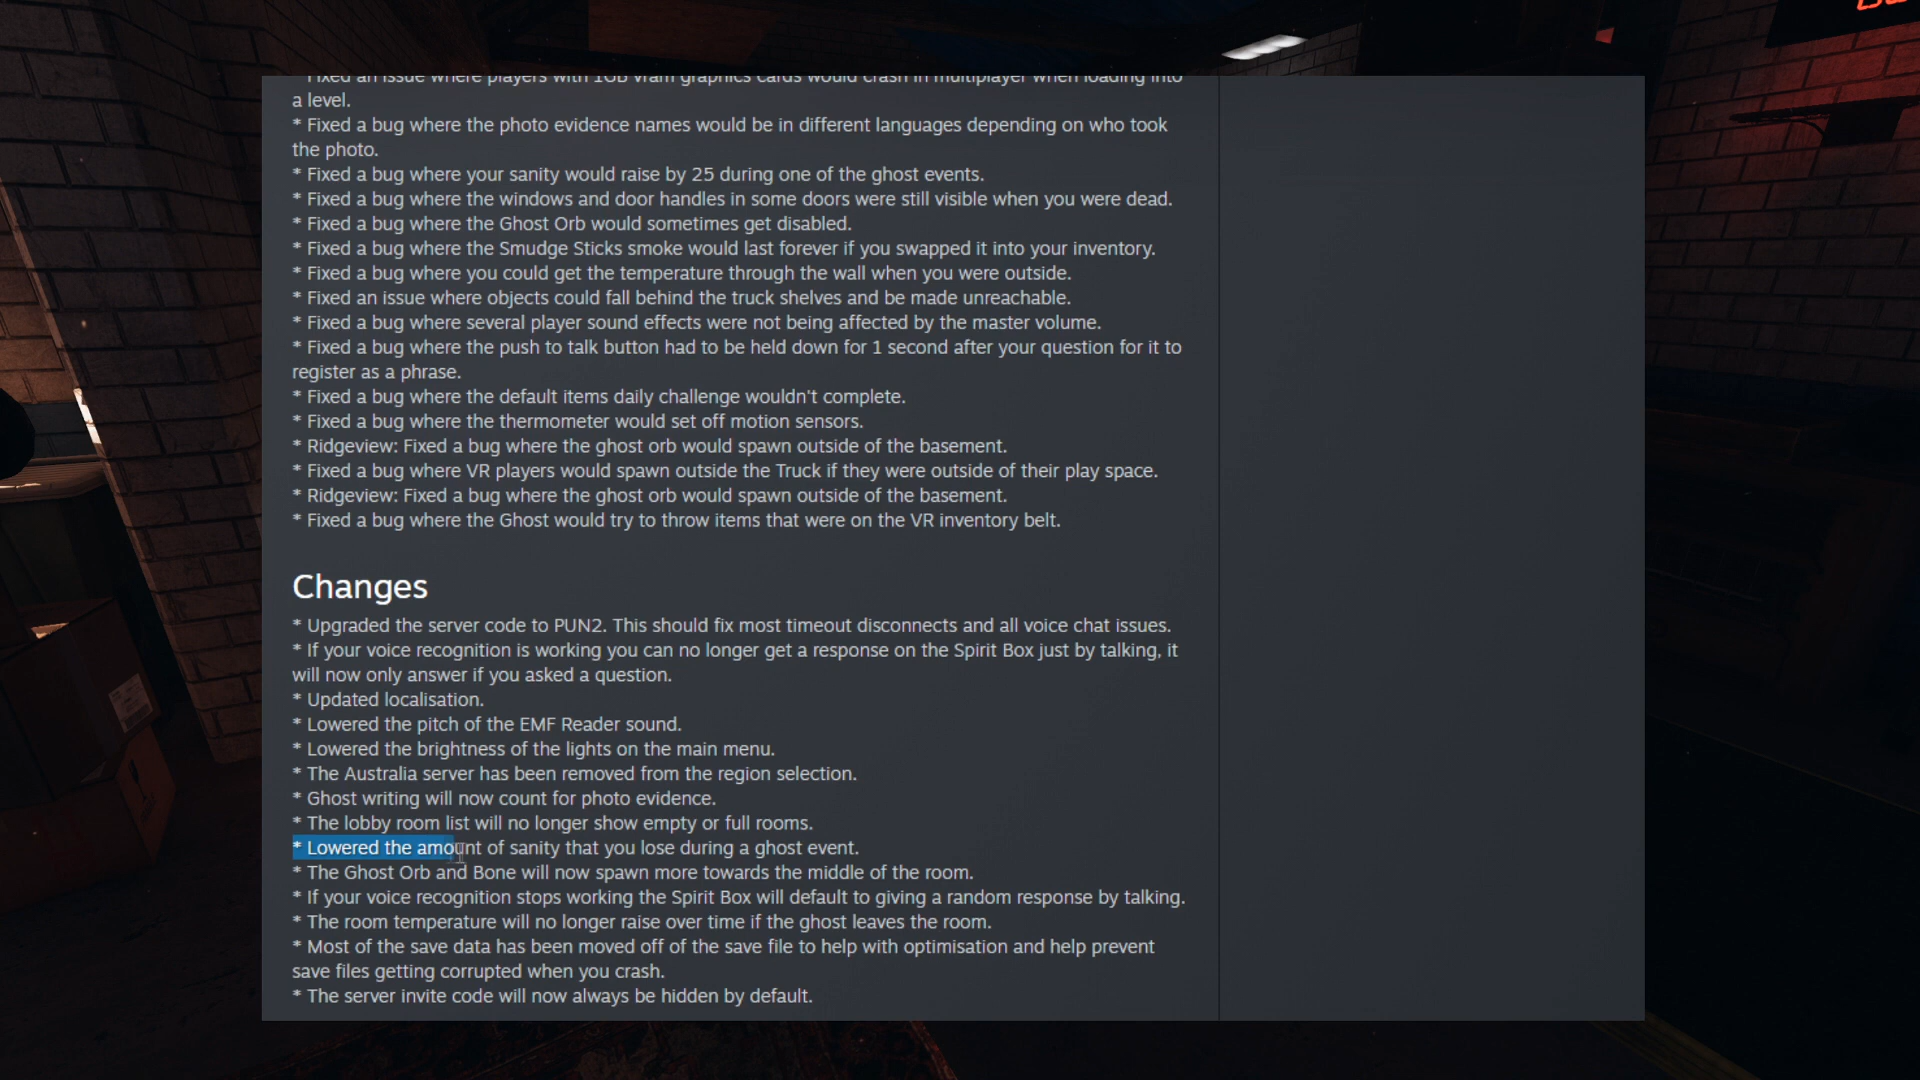 Fixed an issue where players with 1GB vram graphics cards would crash in multiplayer when loading into
a level.
* Fixed a bug where the photo evidence names would be in different languages depending on who took
the photo.
* Fixed a bug where your sanity would raise by 25 during one of the ghost events.
* Fixed a bug where the windows and door handles in some doors were still visible when you were dead.
* Fixed a bug where the Ghost Orb would sometimes get disabled.
* Fixed a bug where the Smudge Sticks smoke would last forever if you swapped it into your inventory.
* Fixed a bug where you could get the temperature through the wall when you were outside.
* Fixed an issue where objects could fall behind the truck shelves and be made unreachable.
* Fixed a bug where several player sound effects were not being affected by the master volume.
* Fixed a bug where the push to talk button had to be held down for 1 second after your question for it to
register as a phrase.
* Fixed a bug where the default items daily challenge wouldn't complete.
* Fixed a bug where the thermometer would set off motion sensors.
* Ridgeview: Fixed a bug where the ghost orb would spawn outside of the basement.
* Fixed a bug where VR players would spawn outside the Truck if they were outside of their play space.
* Ridgeview: Fixed a bug where the ghost orb would spawn outside of the basement.
* Fixed a bug where the Ghost would try to throw items that were on the VR inventory belt.
Changes
* Upgraded the server code to PUN2. This should fix most timeout disconnects and all voice chat issues.
* If your voice recognition is working you can no longer get a response on the Spirit Box just by talking, it
will now only answer if you asked a question.
* Updated localisation.
* Lowered the pitch of the EMF Reader sound.
* Lowered the brightness of the lights on the main menu.
* The Australia server has been removed from the region selection.
* Ghost writing will now count for photo evidence.
* The lobby room list will no longer show empty or full rooms.
* Lowered the amount of sanity that you lose during a ghost event.
* The Ghost Orb and Bone will now spawn more towards the middle of the room.
* If your voice recognition stops working the Spirit Box will default to giving a random response by talking.
* The room temperature will no longer raise over time if the ghost leaves the room.
* Most of the save data has been moved off of the save file to help with optimisation and help prevent
save files getting corrupted when you crash.
* The server invite code will now always be hidden by default.